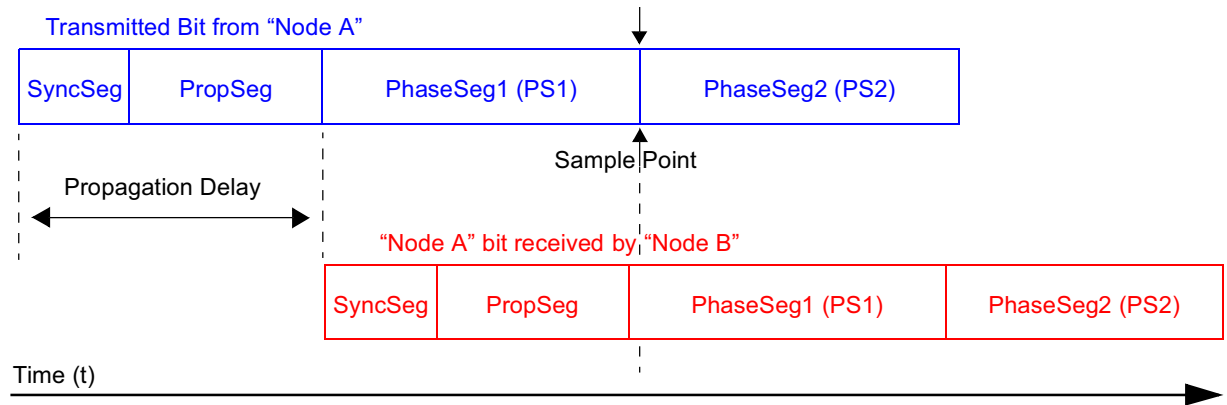 Transmitted Bit from “Node A”
SyncSeg PropSeg PhaseSeg1 (PS1) PhaseSeg2 (PS2)
Sample Point
Propagation Delay
“Node A” bit received by “Node B”
SyncSeg PropSeg PhaseSeg1 (PS1) PhaseSeg2 (PS2)
Time (t)